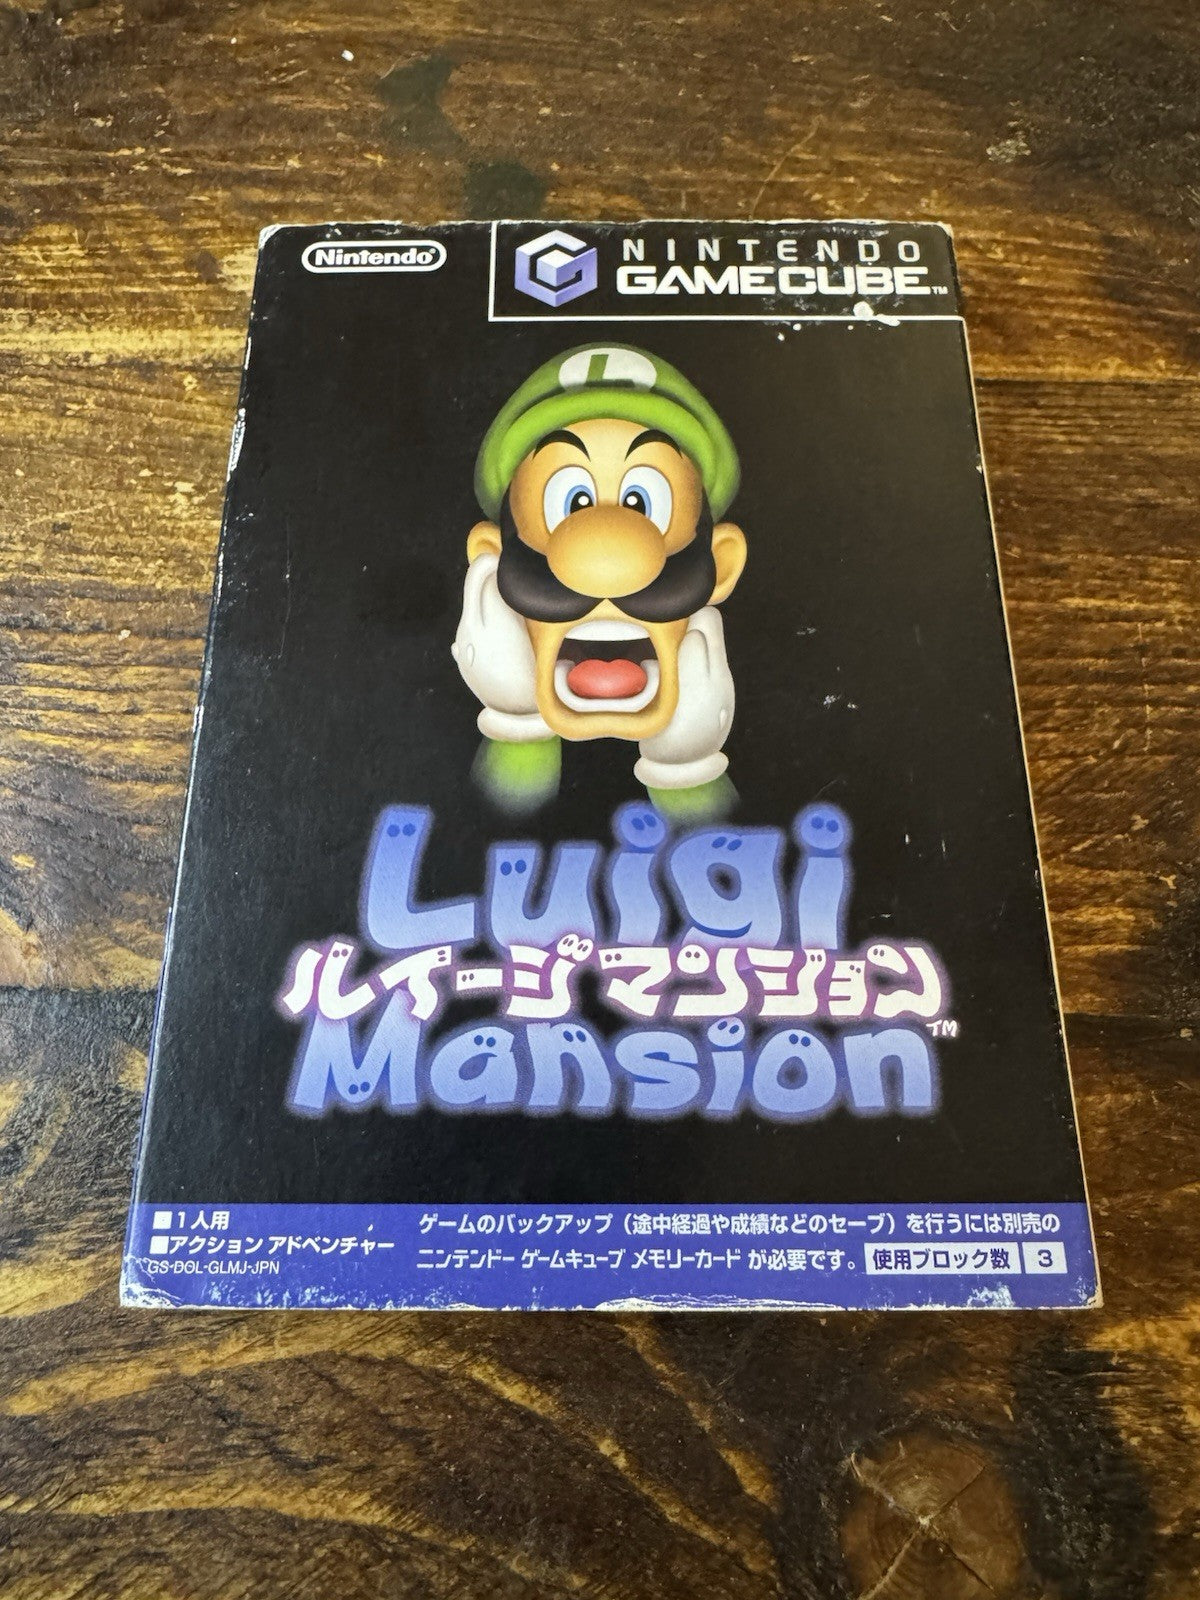 Nintendo®
NINTENDO
GAMECUBE™
L
Luigi
ルイージマンション™
Mansion
■1人用
■アクション アドベンチャー
GS-DOL-GLMJ-JPN
ゲームのバックアップ（途中経過や成績などのセーブ）を行うには別売の
ニンテンドー ゲームキューブ メモリーカード が必要です。 使用ブロック数 3